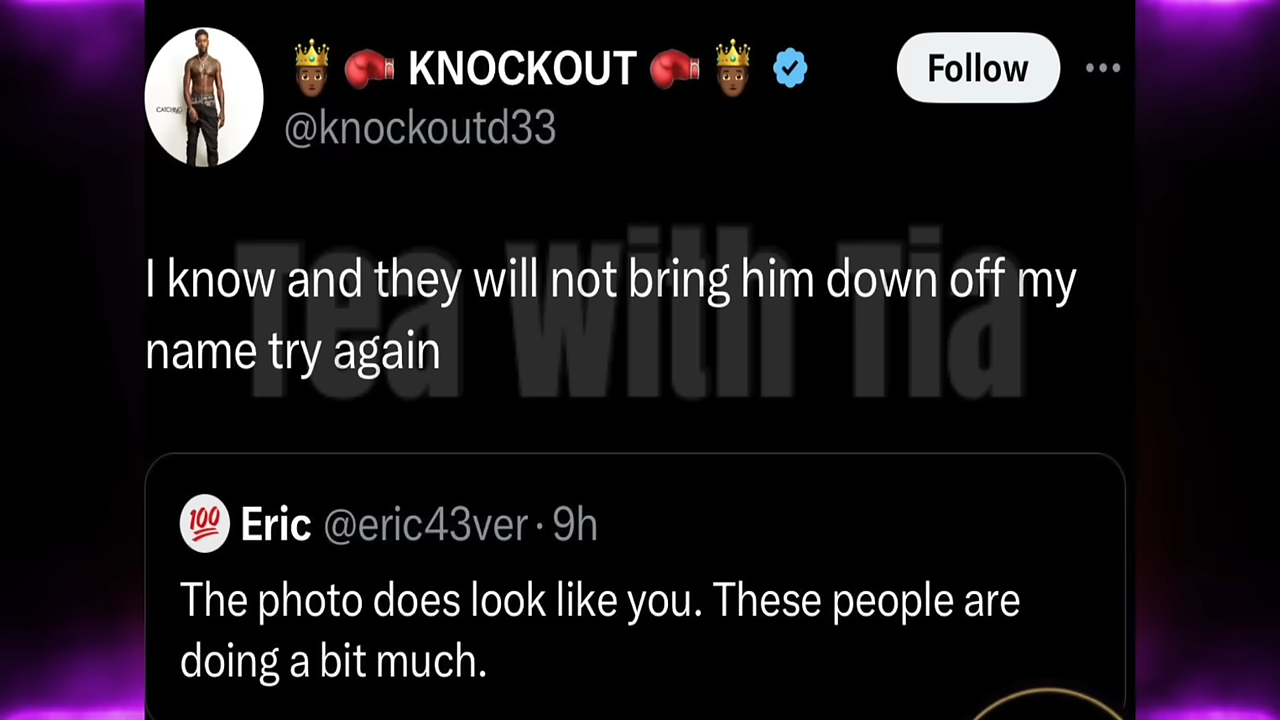 🤴🏾 🥊 KNOCKOUT 🥊 🤴🏾
Follow
@knockoutd33
CATCHING
Tea With Tia
I know and they will not bring him down off my
name try again
💯 Eric @eric43ver · 9h
The photo does look like you. These people are
doing a bit much.